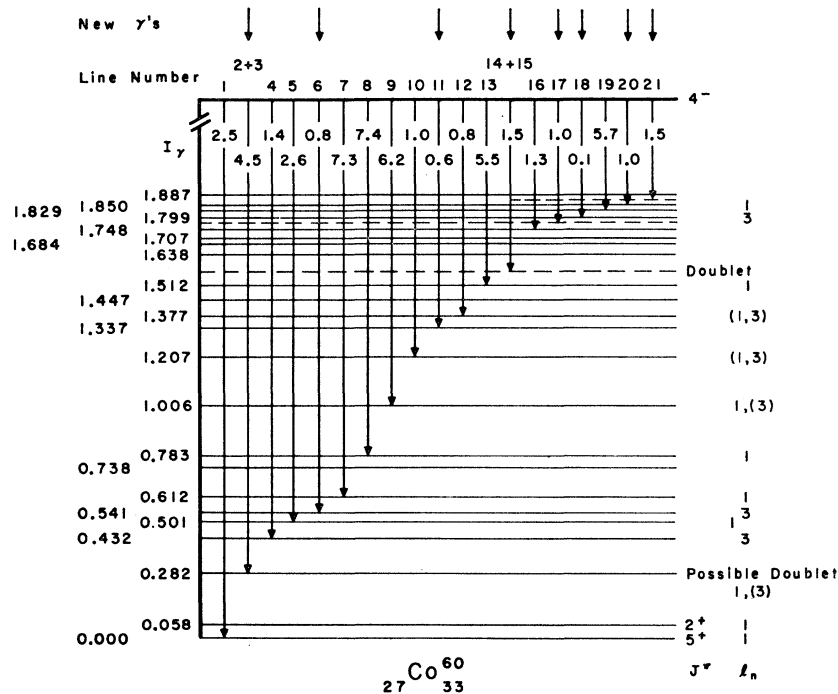 New γ's
2+3 14+15
Line Number 1 4 5 6 7 8 9 10 11 12 13 16 17 18 19 20 21
4⁻
Iγ 2.5 1.4 0.8 7.4 1.0 0.8 1.5 1.0 5.7 1.5
4.5 2.6 7.3 6.2 0.6 5.5 1.3 0.1 1.0
1.887
1.850 1
1.829 1.799 3
1.748
1.707
1.684
1.638
Doublet
1.512 1
1.447
1.377 (1,3)
1.337
1.207 (1,3)
1.006 1,(3)
0.783 1
0.738
0.612 1
0.541 3
0.501 1
0.432 3
0.282 Possible Doublet
1,(3)
0.058 2⁺ 1
0.000 5⁺ 1
₂₇Co⁶⁰₃₃ Jπ ℓn